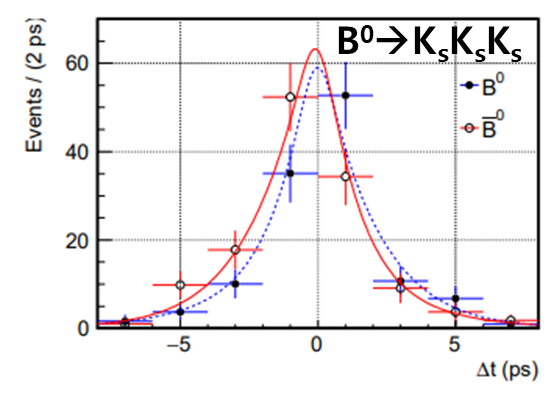 B⁰→KₛKₛKₛ
B⁰
B̅⁰
Events / (2 ps)
60
40
20
0
−5 0 5
Δt (ps)